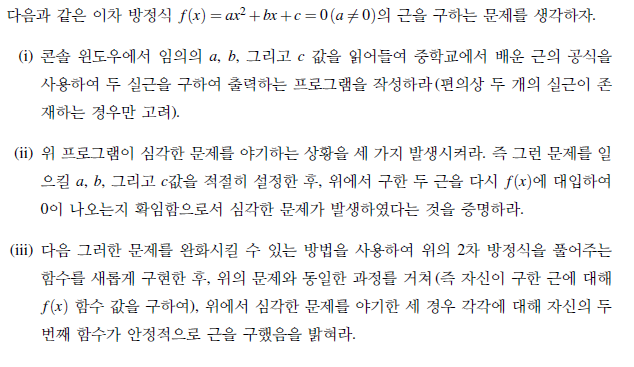 다음과 같은 이차 방정식 f(x) = ax² + bx + c = 0 (a ≠ 0)의 근을 구하는 문제를 생각하자.
(i) 콘솔 윈도우에서 임의의 a, b, 그리고 c 값을 읽어들여 중학교에서 배운 근의 공식을
사용하여 두 실근을 구하여 출력하는 프로그램을 작성하라 (편의상 두 개의 실근이 존
재하는 경우만 고려).
(ii) 위 프로그램이 심각한 문제를 야기하는 상황을 세 가지 발생시켜라. 즉 그런 문제를 일
으킬 a, b, 그리고 c값을 적절히 설정한 후, 위에서 구한 두 근을 다시 f(x)에 대입하여
0이 나오는지 확임함으로서 심각한 문제가 발생하였다는 것을 증명하라.
(iii) 다음 그러한 문제를 완화시킬 수 있는 방법을 사용하여 위의 2차 방정식을 풀어주는
함수를 새롭게 구현한 후, 위의 문제와 동일한 과정를 거쳐 (즉 자신이 구한 근에 대해
f(x) 함수 값을 구하여), 위에서 심각한 문제를 야기한 세 경우 각각에 대해 자신의 두
번째 함수가 안정적으로 근을 구했음을 밝혀라.